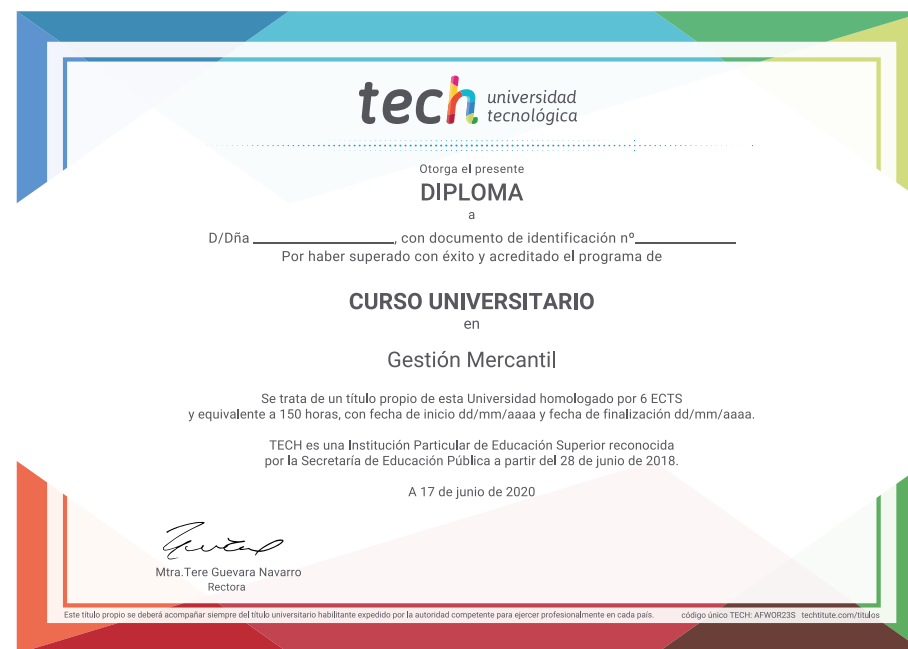 tech universidad
tecnológica
Otorga el presente
DIPLOMA
a
D/Dña ____________, con documento de identificación nº____________
Por haber superado con éxito y acreditado el programa de
CURSO UNIVERSITARIO
en
Gestión Mercantil
Se trata de un título propio de esta Universidad homologado por 6 ECTS
y equivalente a 150 horas, con fecha de inicio dd/mm/aaaa y fecha de finalización dd/mm/aaaa.
TECH es una Institución Particular de Educación Superior reconocida
por la Secretaría de Educación Pública a partir del 28 de junio de 2018.
A 17 de junio de 2020
Mtra.Tere Guevara Navarro
Rectora
Este título propio se deberá acompañar siempre del título universitario habilitante expedido por la autoridad competente para ejercer profesionalmente en cada país. código único TECH: AFWOR23S techtitute.com/titulos